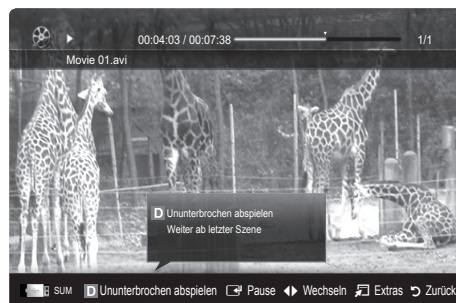 00:04:03 / 00:07:38 1/1
Movie 01.avi
D Ununterbrochen abspielen
Weiter ab letzter Szene
SUM D Ununterbrochen abspielen Pause Wechseln Extras Zurück